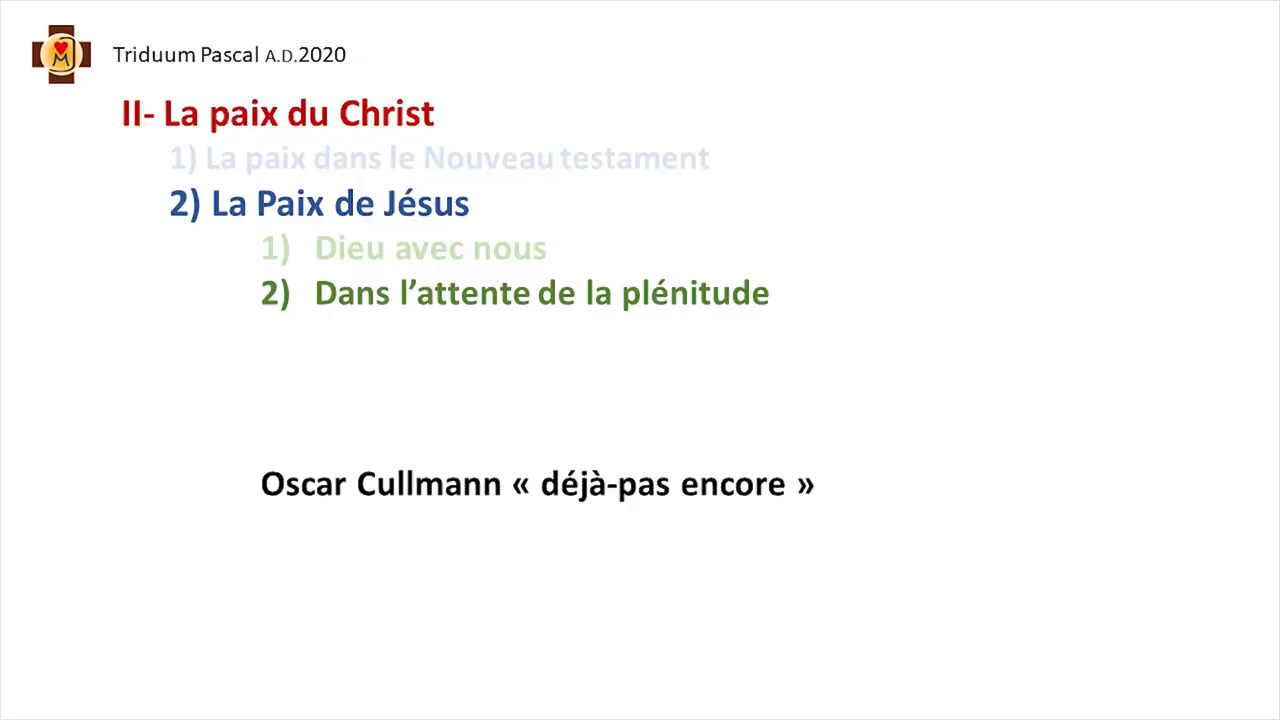 Triduum Pascal A.D.2020
II- La paix du Christ
1) La paix dans le Nouveau testament
2) La Paix de Jésus
1) Dieu avec nous
2) Dans l’attente de la plénitude
Oscar Cullmann « déjà-pas encore »